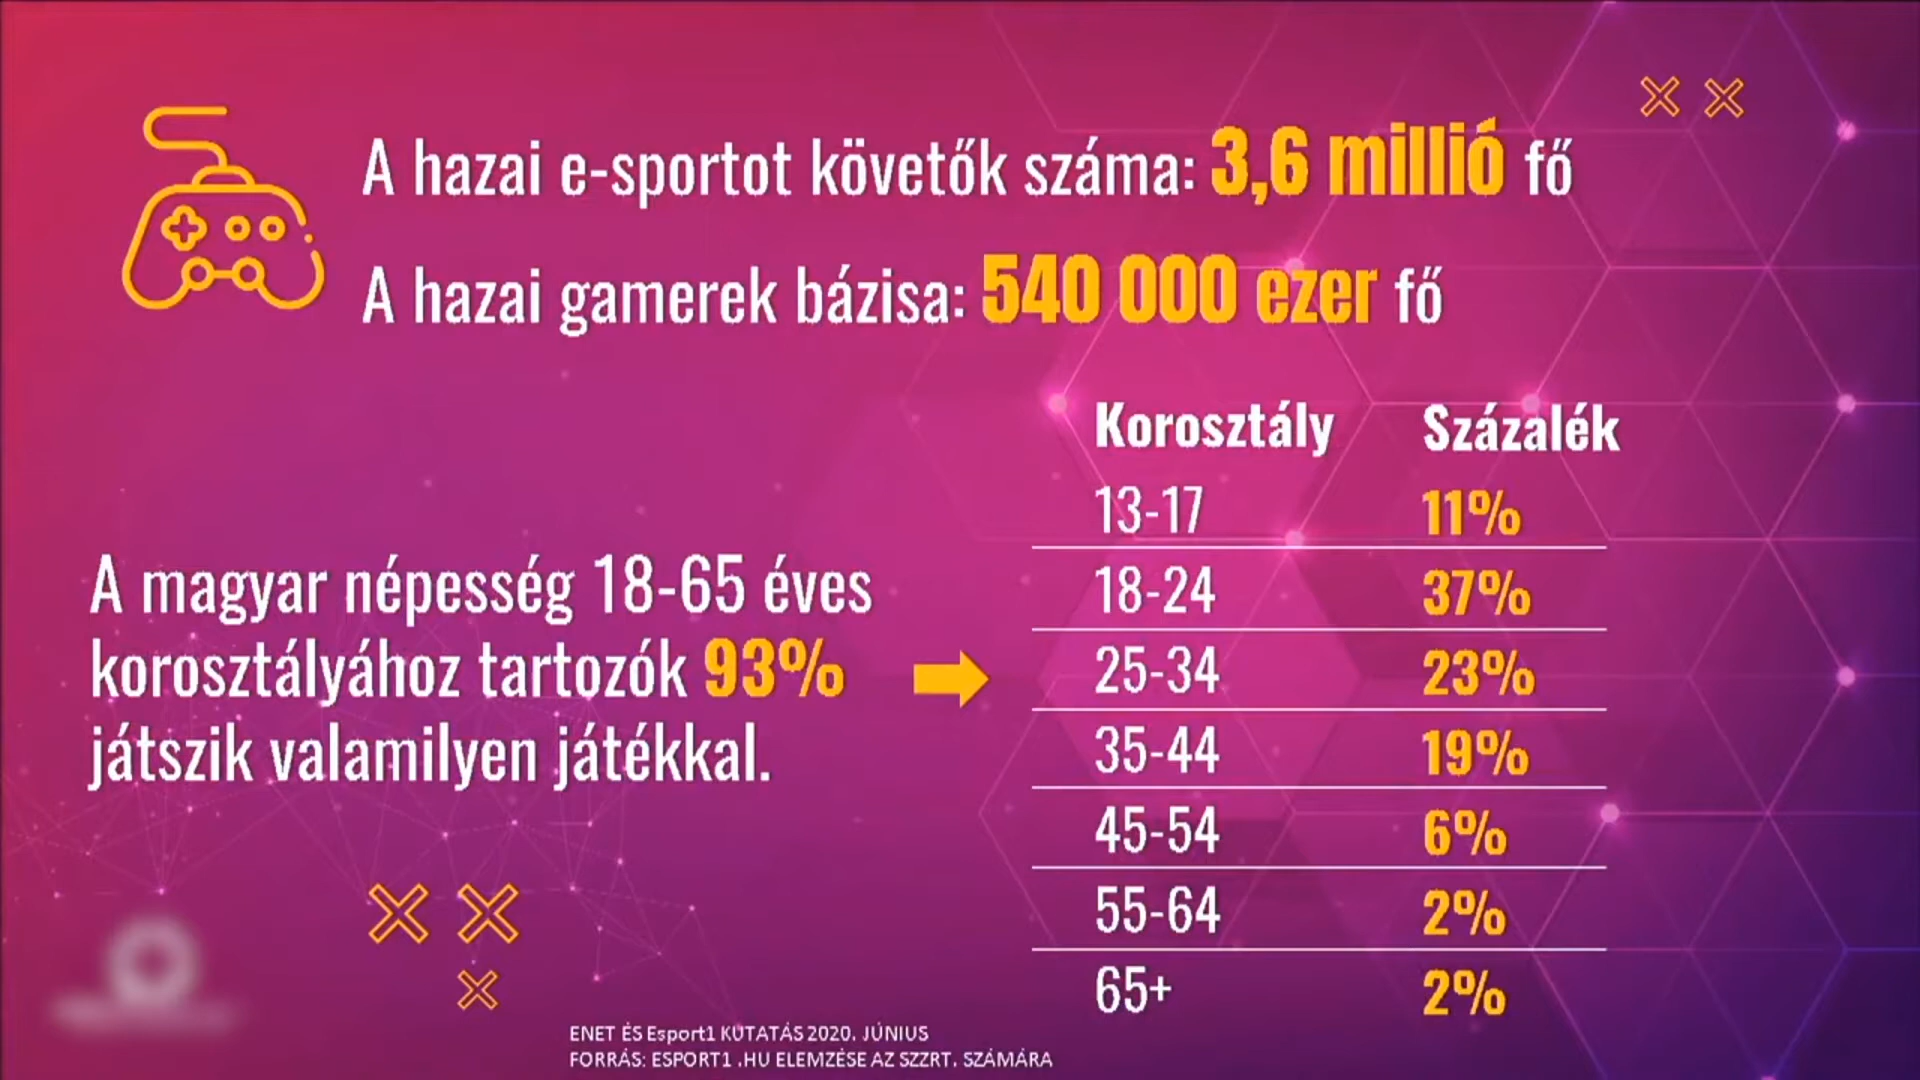 A hazai e-sportot követők száma: 3,6 millió fő
A hazai gamerek bázisa: 540 000 ezer fő
A magyar népesség 18-65 éves
korosztályához tartozók 93%
játszik valamilyen játékkal.
Korosztály Százalék
13-17 11%
18-24 37%
25-34 23%
35-44 19%
45-54 6%
55-64 2%
65+ 2%
ENET ÉS Esport1 KUTATÁS 2020. JÚNIUS
FORRÁS: ESPORT1 .HU ELEMZÉSE AZ SZZRT. SZÁMÁRA